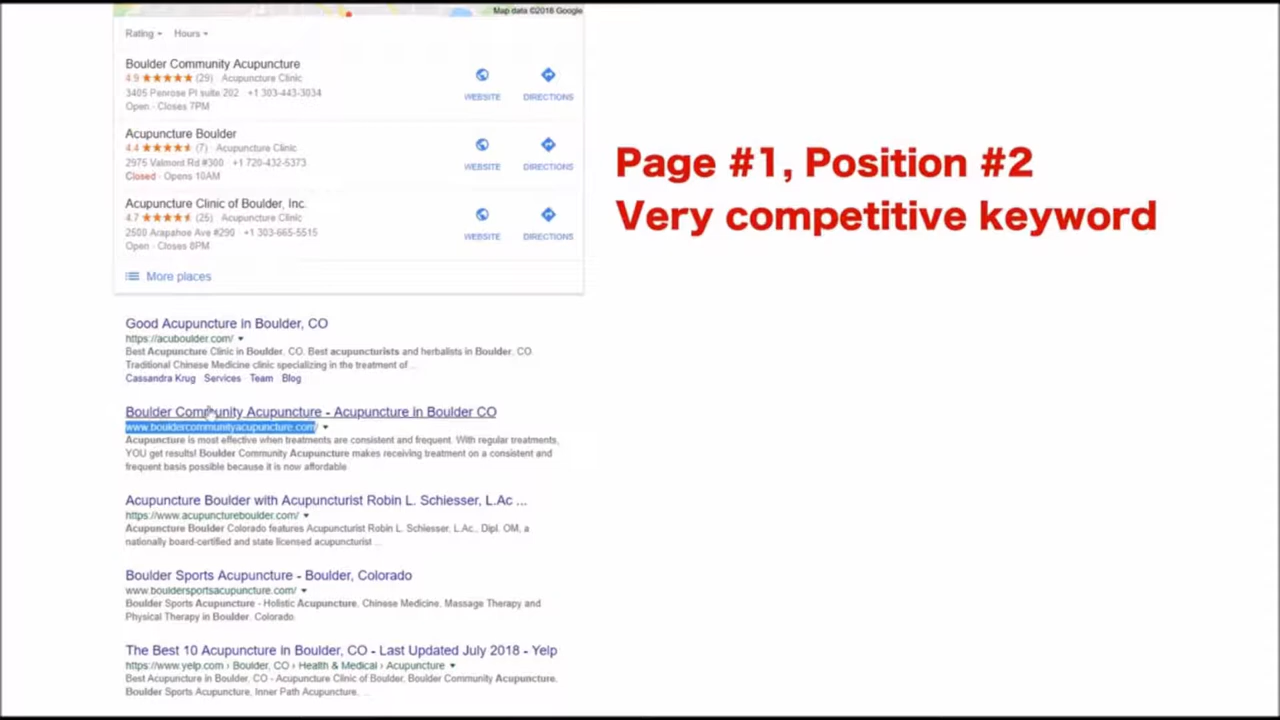 Map data ©2018 Google
Rating Hours
Boulder Community Acupuncture
4.9 ★★★★★ (29) · Acupuncture Clinic
3405 Penrose Pl suite 202 · +1 303-443-3034
Open · Closes 7PM
WEBSITE DIRECTIONS
Acupuncture Boulder
4.4 ★★★★★ (7) · Acupuncture Clinic
2975 Valmont Rd #300 · +1 720-432-5373
Closed · Opens 10AM
WEBSITE DIRECTIONS
Acupuncture Clinic of Boulder, Inc.
4.7 ★★★★★ (25) · Acupuncture Clinic
2500 Arapahoe Ave #290 · +1 303-665-5515
Open · Closes 8PM
WEBSITE DIRECTIONS
More places
Page #1, Position #2
Very competitive keyword
Good Acupuncture in Boulder, CO
https://acuboulder.com/
Best Acupuncture Clinic in Boulder, CO. Best acupuncturists and herbalists in Boulder, CO
Traditional Chinese Medicine clinic specializing in the treatment of ...
Cassandra Krug Services Team Blog
Boulder Community Acupuncture - Acupuncture in Boulder CO
www.bouldercommunityacupuncture.com/
Acupuncture is most effective when treatments are consistent and frequent. With regular treatments,
YOU get results! Boulder Community Acupuncture makes receiving treatment on a consistent and
frequent basis possible because it is now affordable
Acupuncture Boulder with Acupuncturist Robin L. Schiesser, L.Ac ...
https://www.acupunctureboulder.com/
Acupuncture Boulder Colorado features Acupuncturist Robin L. Schiesser, L.Ac., Dipl. OM, a
nationally board-certified and state licensed acupuncturist ...
Boulder Sports Acupuncture - Boulder, Colorado
www.bouldersportsacupuncture.com/
Boulder Sports Acupuncture - Holistic Acupuncture, Chinese Medicine, Massage Therapy and
Physical Therapy in Boulder, Colorado.
The Best 10 Acupuncture in Boulder, CO - Last Updated July 2018 - Yelp
https://www.yelp.com › Boulder, CO › Health & Medical › Acupuncture
Best Acupuncture in Boulder, CO - Acupuncture Clinic of Boulder, Boulder Community Acupuncture,
Boulder Sports Acupuncture, Inner Path Acupuncture, ...